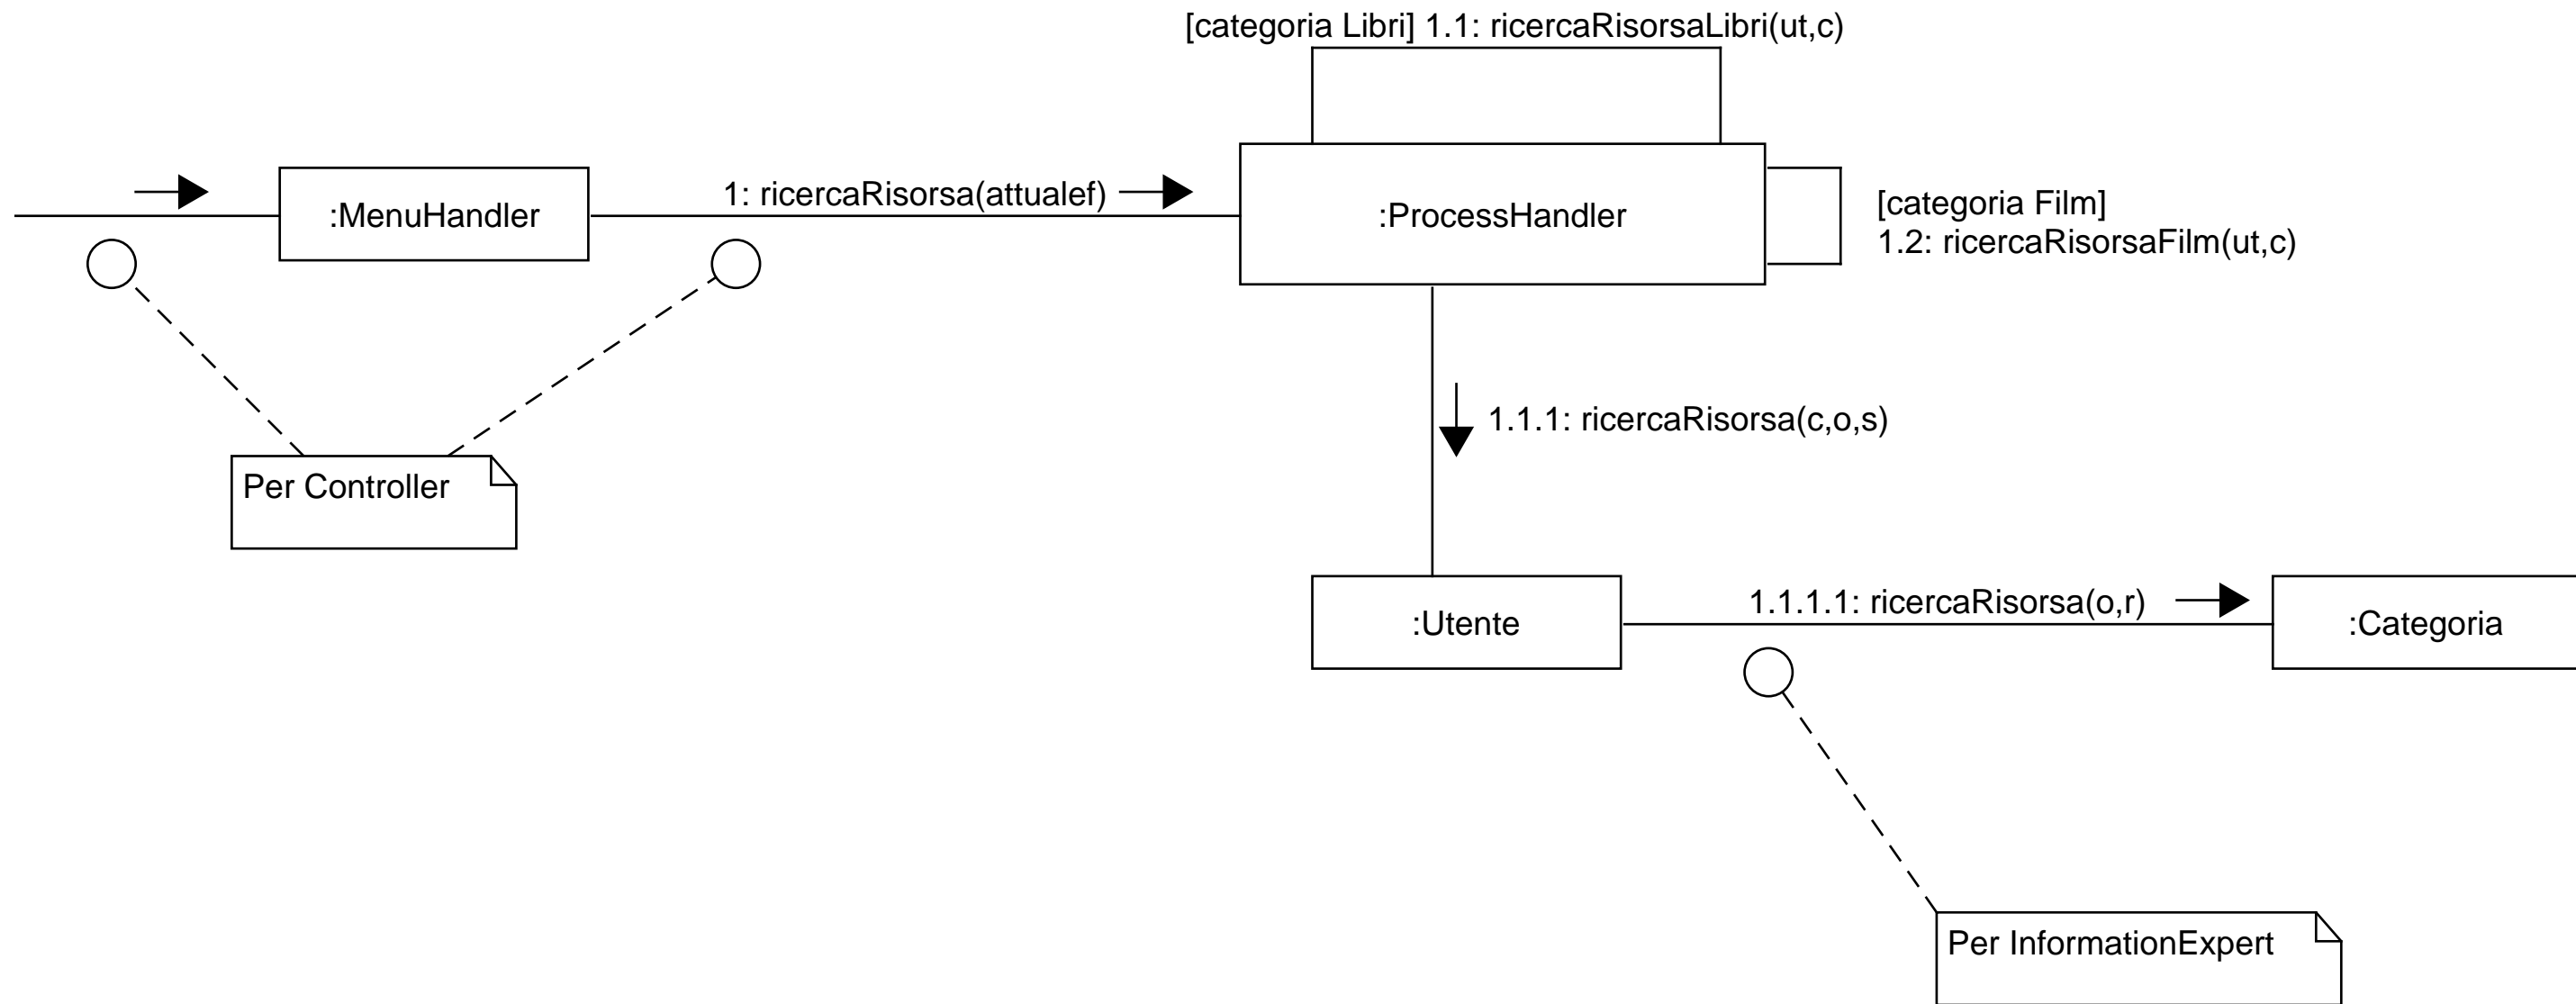 [categoria Libri] 1.1: ricercaRisorsaLibri(ut,c)
:MenuHandler
1: ricercaRisorsa(attualef)
:ProcessHandler
[categoria Film]
1.2: ricercaRisorsaFilm(ut,c)
1.1.1: ricercaRisorsa(c,o,s)
Per Controller
:Utente
1.1.1.1: ricercaRisorsa(o,r)
:Categoria
Per InformationExpert